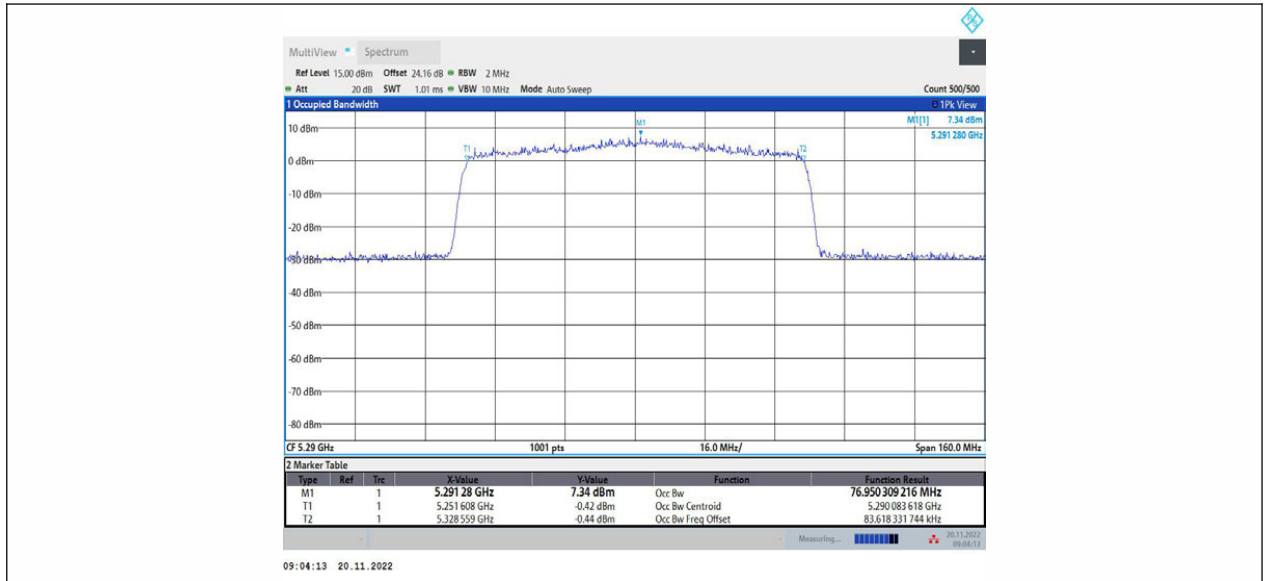 MultiView Spectrum
Ref Level 15.00 dBm Offset 24.16 dB RBW 2 MHz
Att 20 dB SWT 1.01 ms VBW 10 MHz Mode Auto Sweep Count 500/500
1 Occupied Bandwidth 1Pk View
M1[1] 7.34 dBm
5.291 280 GHz
M1
10 dBm
T1 T2
0 dBm
-10 dBm
-20 dBm
-30 dBm
-40 dBm
-50 dBm
-60 dBm
-70 dBm
-80 dBm
CF 5.29 GHz 1001 pts 16.0 MHz/ Span 160.0 MHz
2 Marker Table
Type Ref Trc X-Value Y-Value Function Function Result
M1 1 5.291 28 GHz 7.34 dBm Occ Bw 76.950 309 216 MHz
T1 1 5.251 608 GHz -0.42 dBm Occ Bw Centroid 5.290 083 618 GHz
T2 1 5.328 559 GHz -0.44 dBm Occ Bw Freq Offset 83.618 331 744 kHz
Measuring... 20.11.2022
09:04:13
09:04:13 20.11.2022